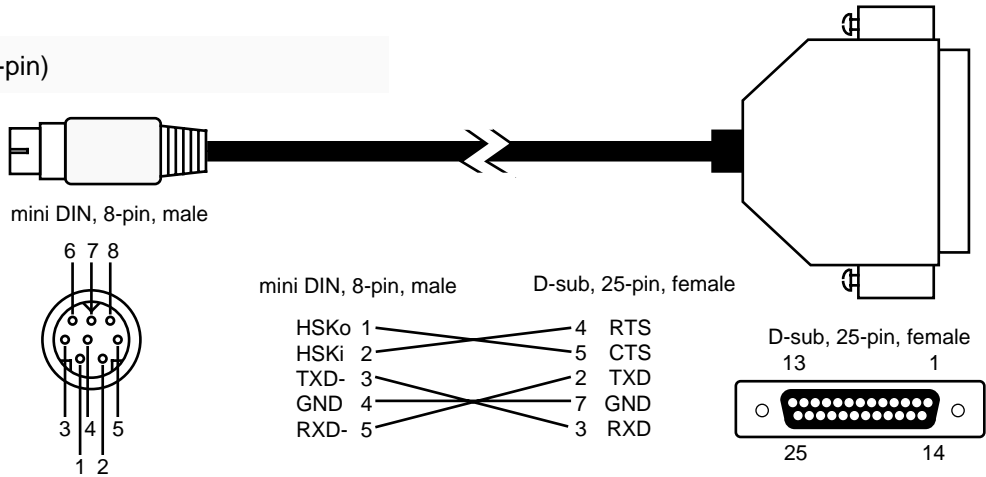 -pin)
mini DIN, 8-pin, male
6 7 8
3 4 5
1 2
mini DIN, 8-pin, male D-sub, 25-pin, female
HSKo 1 4 RTS
HSKi 2 5 CTS
TXD- 3 2 TXD
GND 4 7 GND
RXD- 5 3 RXD
D-sub, 25-pin, female
13 1
25 14